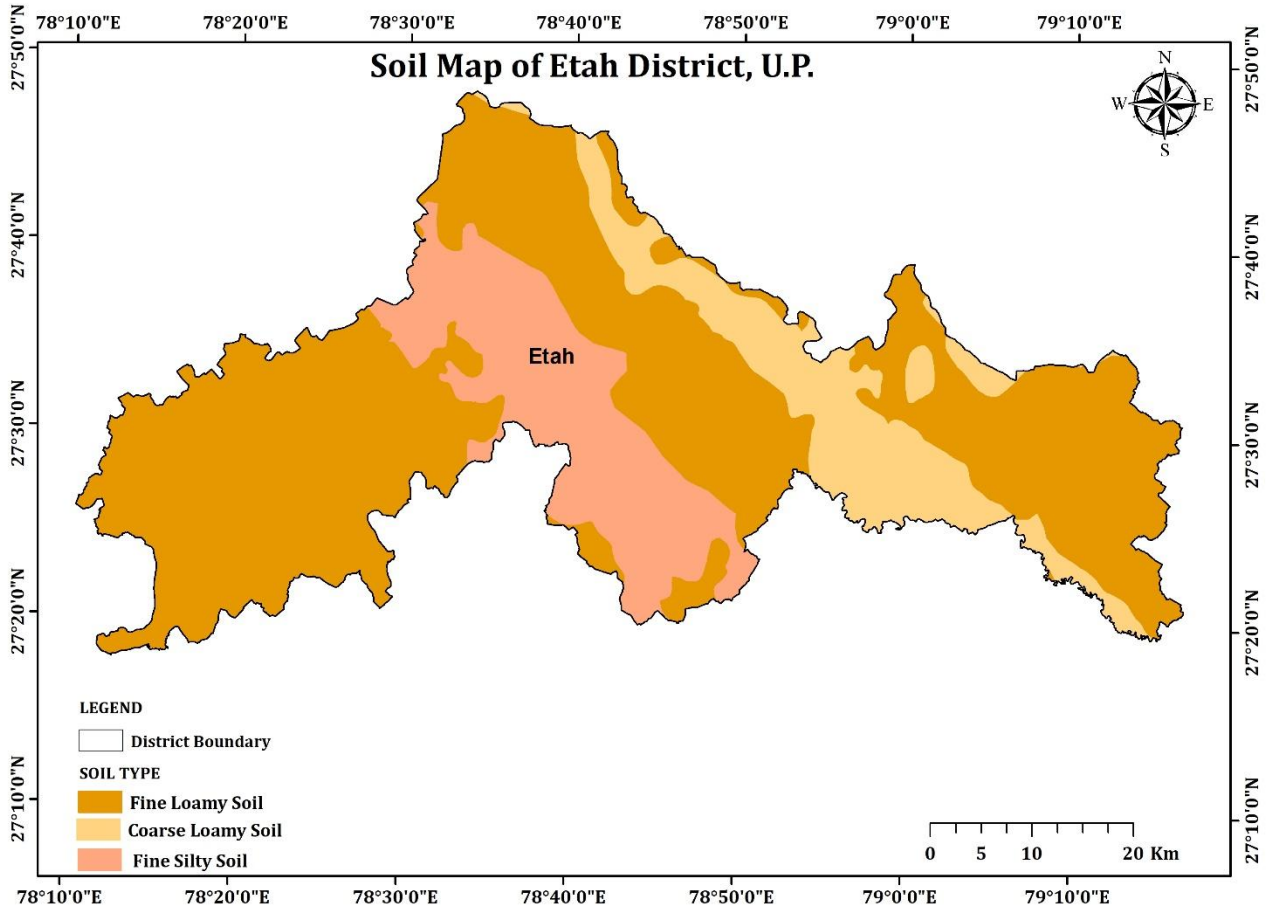 78°10'0"E 78°20'0"E 78°30'0"E 78°40'0"E 78°50'0"E 79°0'0"E 79°10'0"E
Soil Map of Etah District, U.P.
N
W E
S
27°50'0"N
27°40'0"N
27°30'0"N
27°20'0"N
27°10'0"N
27°50'0"N
27°40'0"N
27°30'0"N
27°20'0"N
27°10'0"N
Etah
LEGEND
District Boundary
SOIL TYPE
Fine Loamy Soil
Coarse Loamy Soil
Fine Silty Soil
0 5 10 20 Km
78°10'0"E 78°20'0"E 78°30'0"E 78°40'0"E 78°50'0"E 79°0'0"E 79°10'0"E